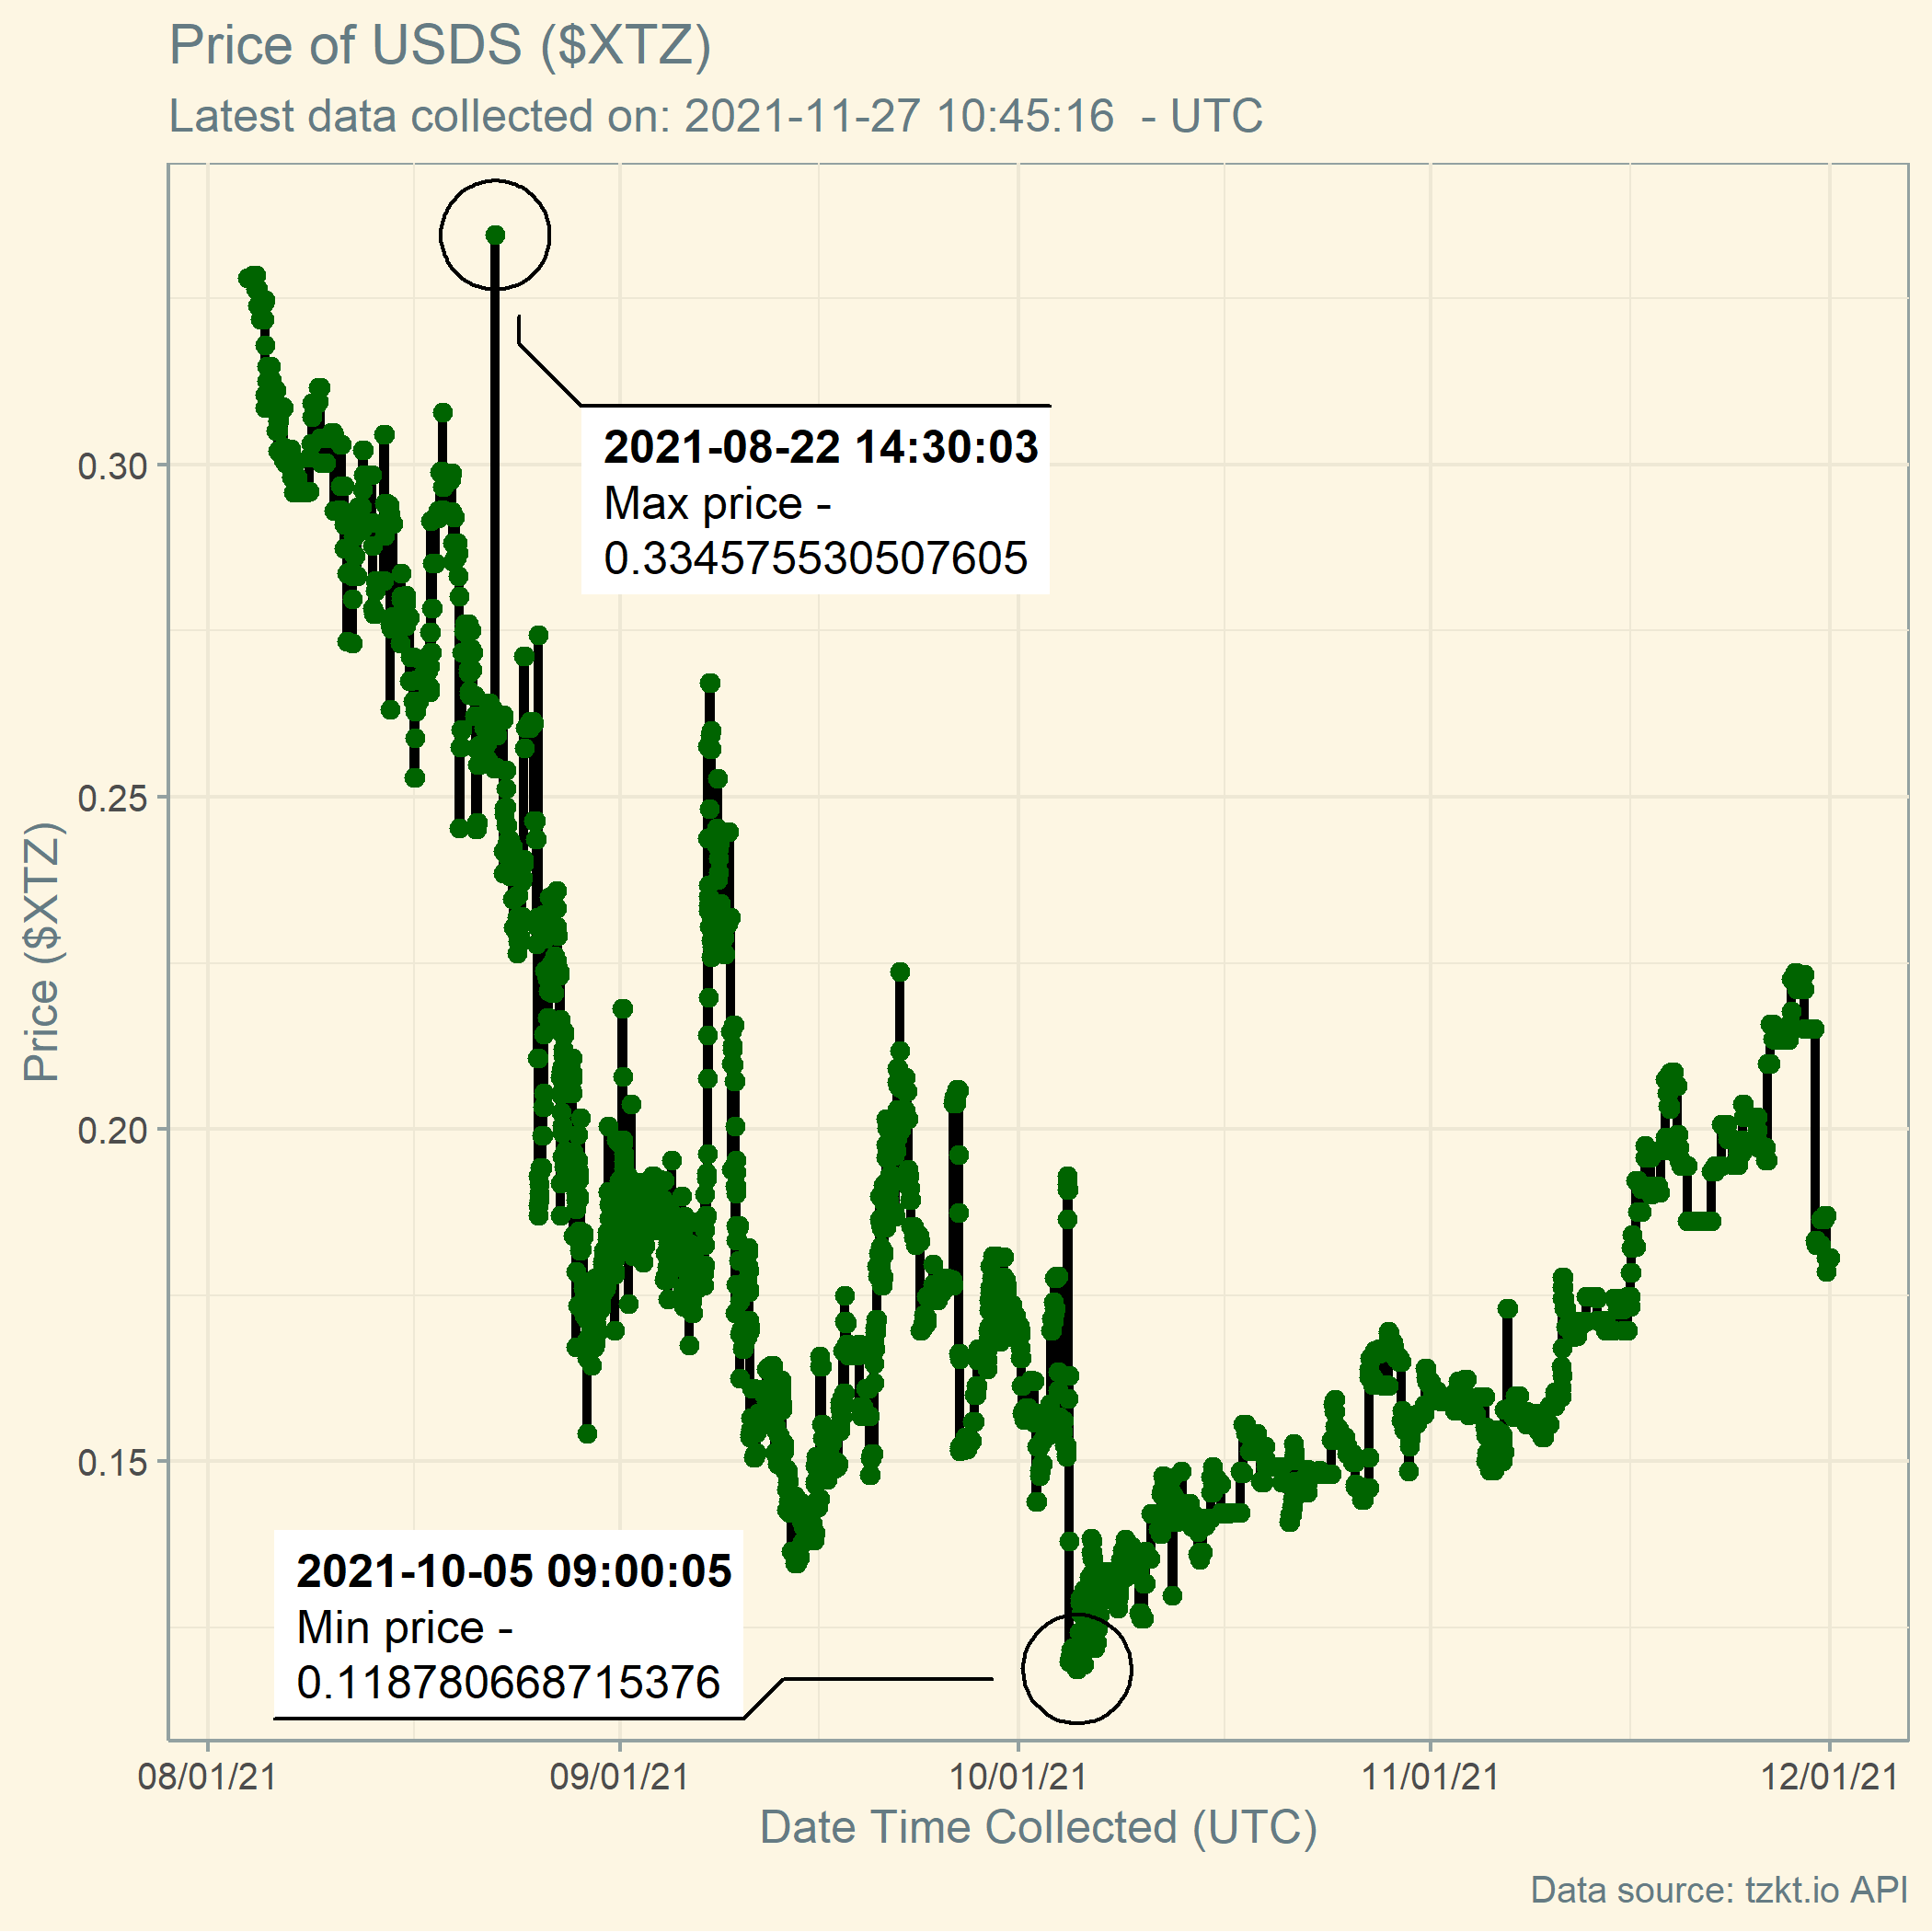 Price of USDS ($XTZ)
Latest data collected on: 2021-11-27 10:45:16  - UTC
2021-08-22 14:30:03
Max price -
0.334575530507605
0.30
0.25
0.20
0.15
Price ($XTZ)
2021-10-05 09:00:05
Min price -
0.118780668715376
08/01/21
09/01/21
10/01/21
11/01/21
12/01/21
Date Time Collected (UTC)
Data source: tzkt.io API